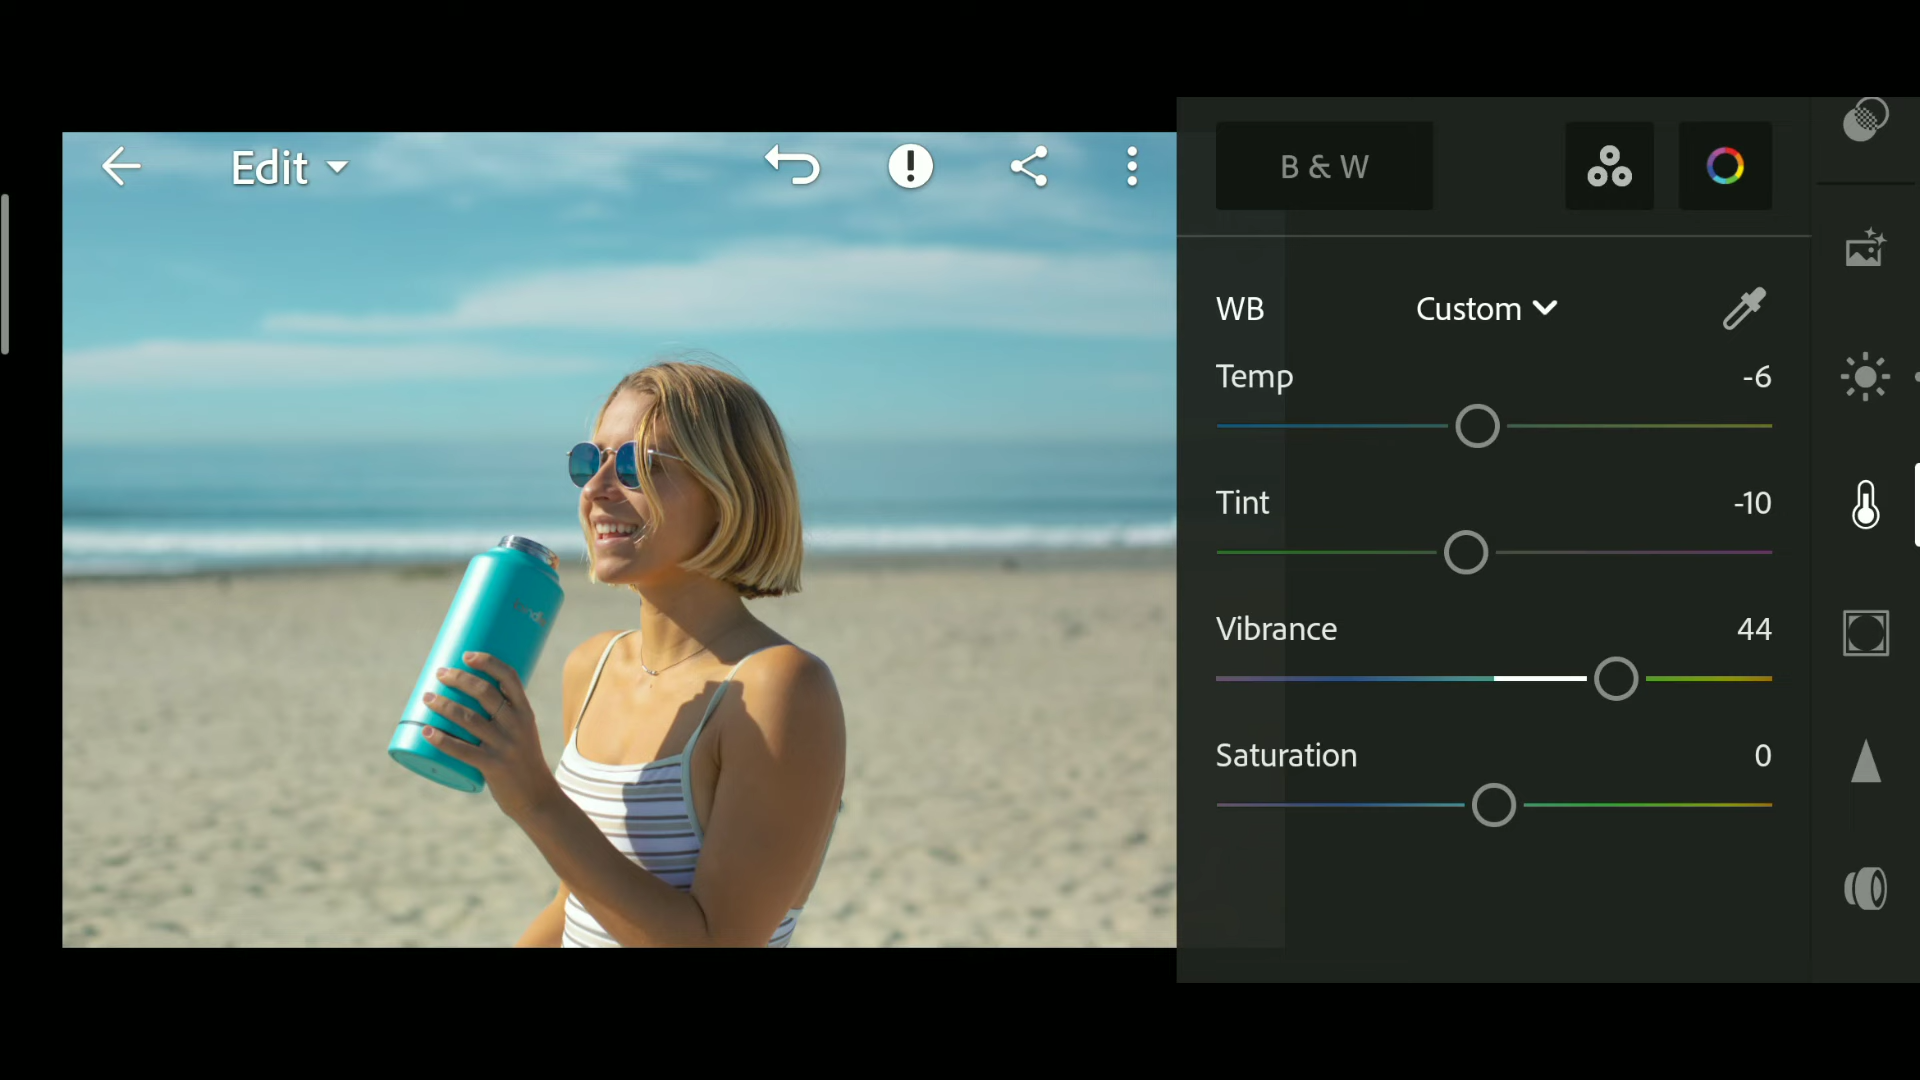 Edit
B & W
WB Custom
Temp -6
Tint -10
Vibrance 44
Saturation 0